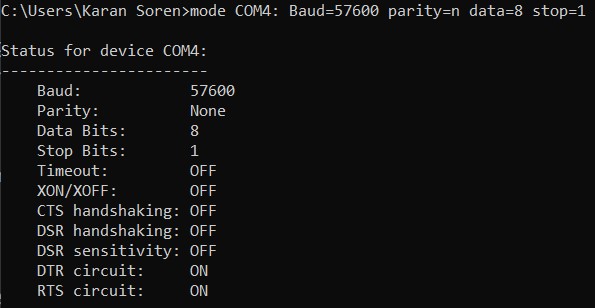 C:\Users\Karan Soren>mode COM4: Baud=57600 parity=n data=8 stop=1
Status for device COM4:
-----------------------
Baud: 57600
Parity: None
Data Bits: 8
Stop Bits: 1
Timeout: OFF
XON/XOFF: OFF
CTS handshaking: OFF
DSR handshaking: OFF
DSR sensitivity: OFF
DTR circuit: ON
RTS circuit: ON